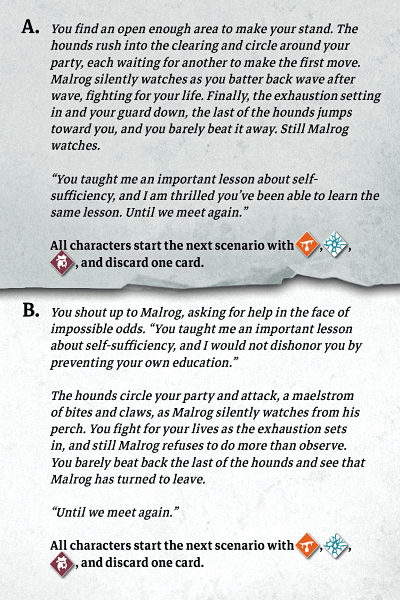 A. You find an open enough area to make your stand. The
hounds rush into the clearing and circle around your
party, each waiting for another to make the first move.
Malrog silently watches as you batter back wave after
wave, fighting for your life. Finally, the exhaustion setting
in and your guard down, the last of the hounds jumps
toward you, and you barely beat it away. Still Malrog
watches.
“You taught me an important lesson about self-
sufficiency, and I am thrilled you’ve been able to learn the
same lesson. Until we meet again.”
All characters start the next scenario with , ,
, and discard one card.
B. You shout up to Malrog, asking for help in the face of
impossible odds. “You taught me an important lesson
about self-sufficiency, and I would not dishonor you by
preventing your own education.”
The hounds circle your party and attack, a maelstrom
of bites and claws, as Malrog silently watches from his
perch. You fight for your lives as the exhaustion sets
in, and still Malrog refuses to do more than observe.
You barely beat back the last of the hounds and see that
Malrog has turned to leave.
“Until we meet again.”
All characters start the next scenario with , ,
, and discard one card.